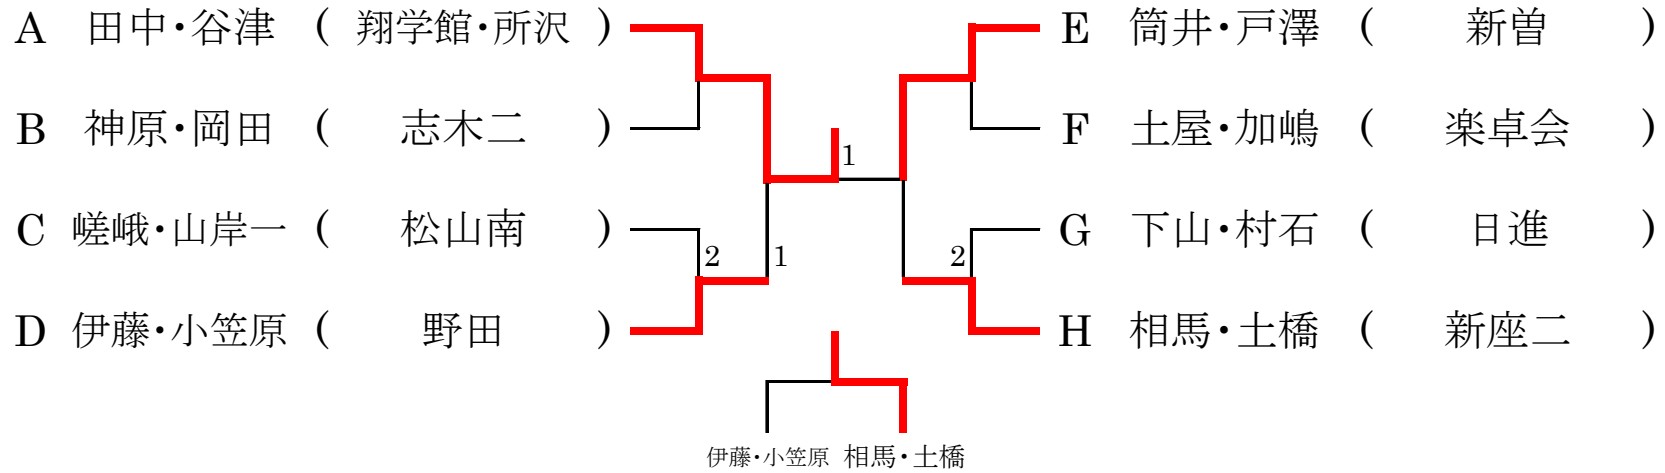 A 田中・谷津 ( 翔学館・所沢 ) E 筒井・戸澤 ( 新曽 )
B 神原・岡田 ( 志木二 ) 1 F 土屋・加嶋 ( 楽卓会 )
C 嵯峨・山岸一 ( 松山南 ) G 下山・村石 ( 日進 )
2 1 2
D 伊藤・小笠原 ( 野田 ) H 相馬・土橋 ( 新座二 )
伊藤・小笠原 相馬・土橋